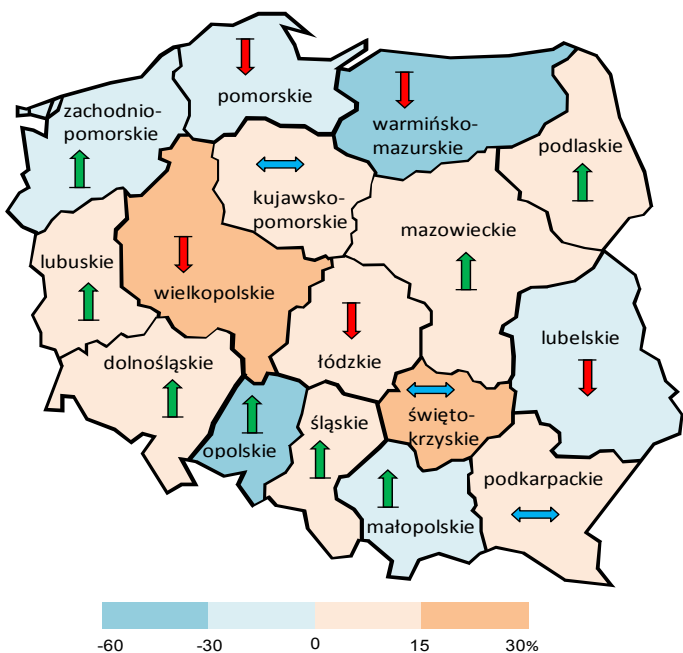 pomorskie
zachodnio-
pomorskie
warmińsko-
mazurskie
podlaskie
kujawsko-
pomorskie
mazowieckie
lubuskie
wielkopolskie
lubelskie
dolnośląskie
łódzkie
święto-
krzyskie
śląskie
opolskie
podkarpackie
małopolskie
-60 -30 0 15 30%